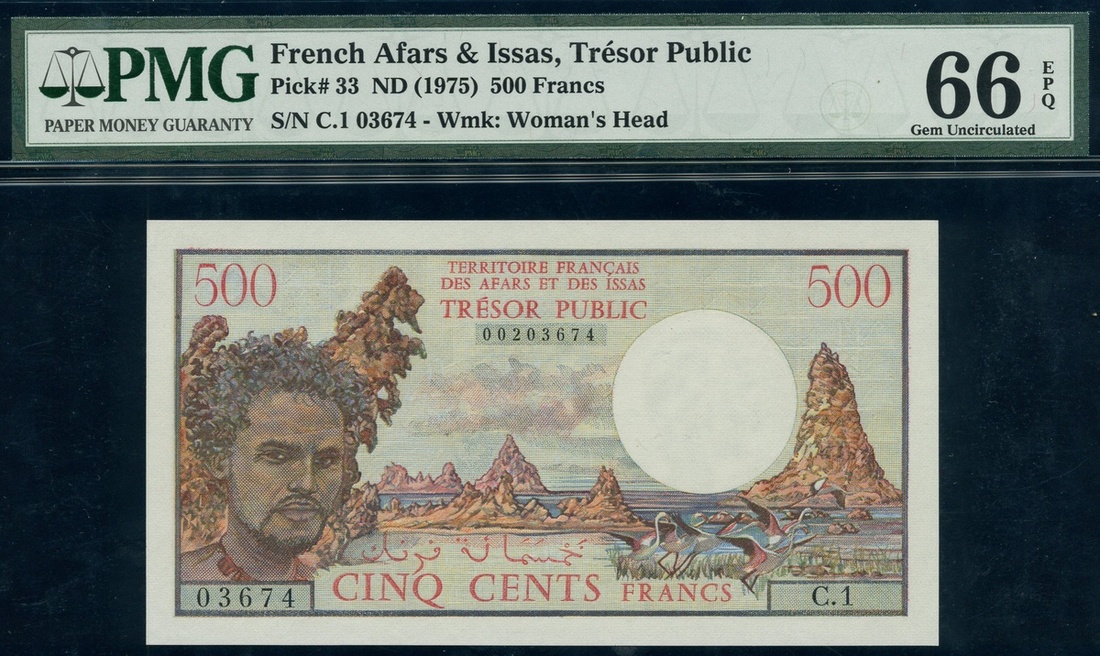 PMG
PAPER MONEY GUARANTY
French Afars & Issas, Trésor Public
Pick# 33 ND (1975) 500 Francs
S/N C.1 03674 - Wmk: Woman's Head
66
EPQ
Gem Uncirculated
500
TERRITOIRE FRANÇAIS
DES AFARS ET DES ISSAS
TRÉSOR PUBLIC
00203674
500
خمسمائة فرنك
CINQ CENTS FRANCS
03674
C.1